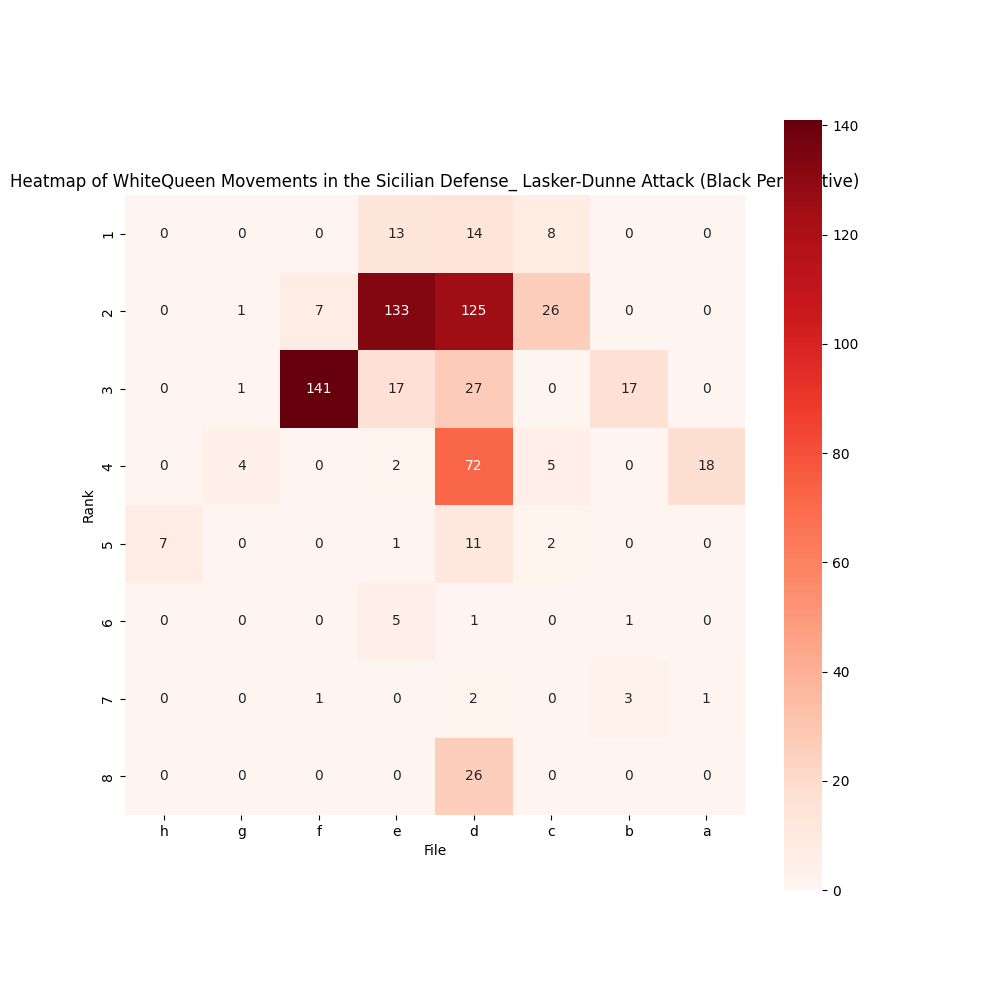 Heatmap of WhiteQueen Movements in the Sicilian Defense_ Lasker-Dunne Attack (Black Per tive)
140
120
100
80
60
40
20
0
Rank
1 0 0 0 13 14 8 0 0
2 0 1 7 133 125 26 0 0
3 0 1 141 17 27 0 17 0
4 0 4 0 2 72 5 0 18
5 7 0 0 1 11 2 0 0
6 0 0 0 5 1 0 1 0
7 0 0 1 0 2 0 3 1
8 0 0 0 0 26 0 0 0
h g f e d c b a
File